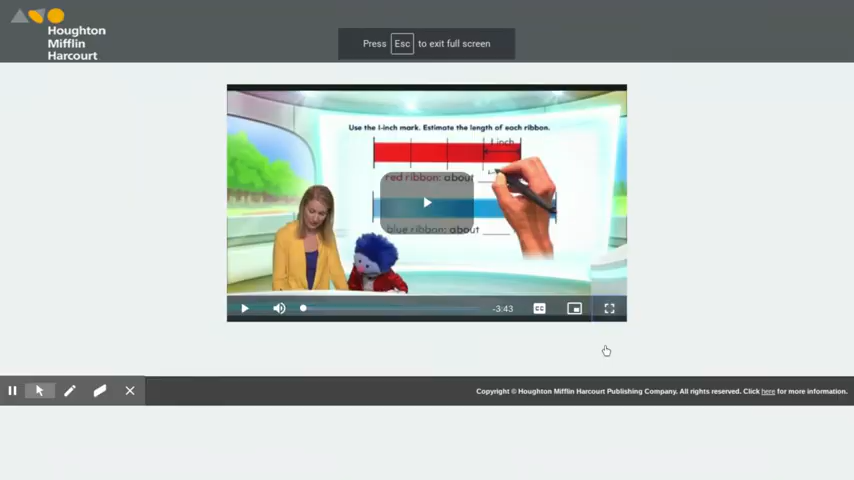 Houghton
Mifflin
Harcourt
Press Esc to exit full screen
Use the 1-inch mark. Estimate the length of each ribbon.
1 inch
red ribbon: about ____
blue ribbon: about ____
-3:43
CC
Copyright © Houghton Mifflin Harcourt Publishing Company. All rights reserved. Click here for more information.